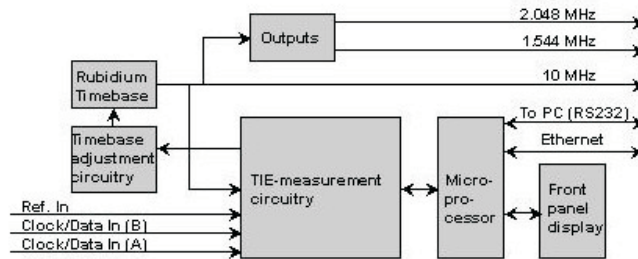 2.048 MHz
Outputs
1.544 MHz
Rubidium
Timebase
10 MHz
To PC (RS232)
Ethernet
Timebase
adjustment
circuitry
TIE-measurement
circuitry
Micro-
pro-
cessor
Front
panel
display
Ref. In
Clock/Data In (B)
Clock/Data In (A)